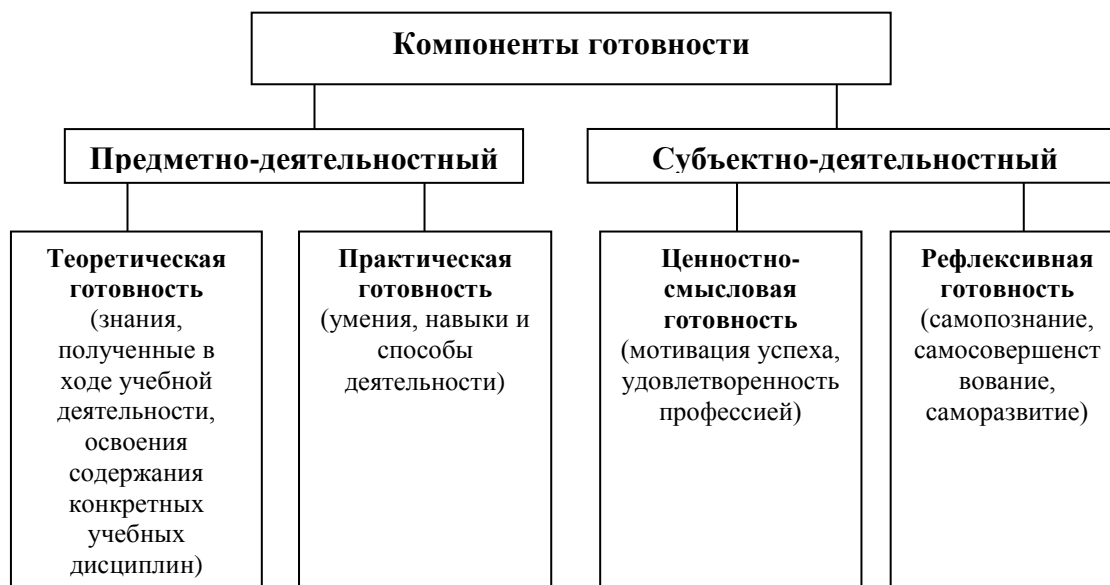 Компоненты готовности
Предметно-деятельностный
Субъектно-деятельностный
Теоретическая
готовность
(знания,
полученные в
ходе учебной
деятельности,
освоения
содержания
конкретных
учебных
дисциплин)
Практическая
готовность
(умения, навыки и
способы
деятельности)
Ценностно-
смысловая
готовность
(мотивация успеха,
удовлетворенность
профессией)
Рефлексивная
готовность
(самопознание,
самосовершенст
вование,
саморазвитие)